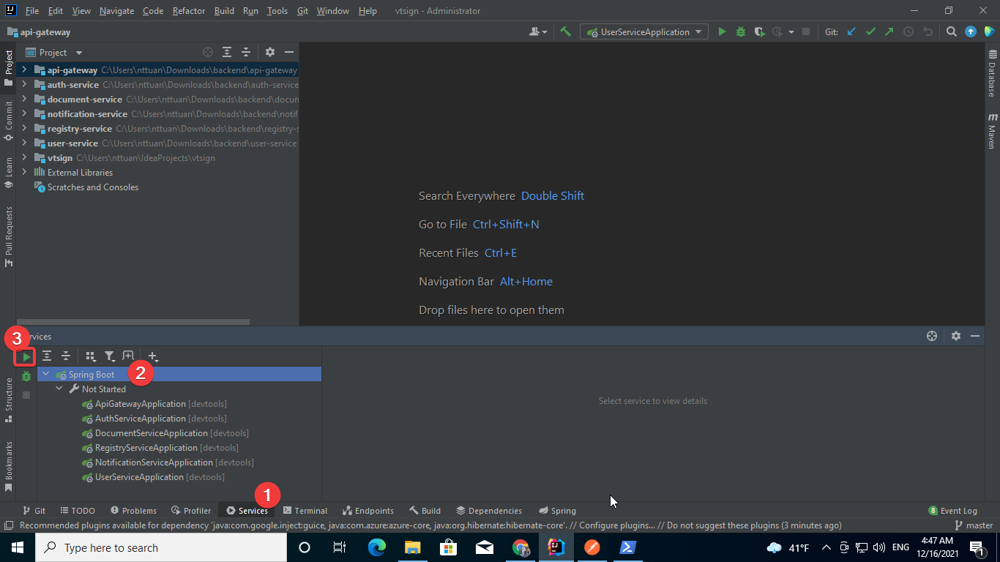 File Edit View Navigate Code Refactor Build Run Tools Git Window Help vtsign - Administrator
api-gateway
UserServiceApplication
Git:
Project
Project
api-gateway C:\Users\nttuan\Downloads\backend\api-gateway
auth-service C:\Users\nttuan\Downloads\backend\auth-service
document-service C:\Users\nttuan\Downloads\backend\docun
notification-service C:\Users\nttuan\Downloads\backend\notif
registry-service C:\Users\nttuan\Downloads\backend\registry-s
user-service C:\Users\nttuan\Downloads\backend\user-service
vtsign C:\Users\nttuan\IdeaProjects\vtsign
External Libraries
Scratches and Consoles
Commit
Learn
Pull Requests
Database
m
Maven
Search Everywhere Double Shift
Go to File Ctrl+Shift+N
Recent Files Ctrl+E
Navigation Bar Alt+Home
Drop files here to open them
3
rvices
Spring Boot
2
Not Started
ApiGatewayApplication [devtools]
AuthServiceApplication [devtools]
DocumentServiceApplication [devtools]
RegistryServiceApplication [devtools]
NotificationServiceApplication [devtools]
UserServiceApplication [devtools]
Select service to view details
Structure
Bookmarks
1
Git TODO Problems Profiler Services Terminal Endpoints Build Dependencies Spring
8 Event Log
Recommended plugins available for dependency 'java:com.google.inject:guice, java:com.azure:azure-core, java:org.hibernate:hibernate-core'. // Configure plugins... // Do not suggest these plugins (3 minutes ago)
master
Type here to search
41°F
ENG
4:47 AM
12/16/2021
1